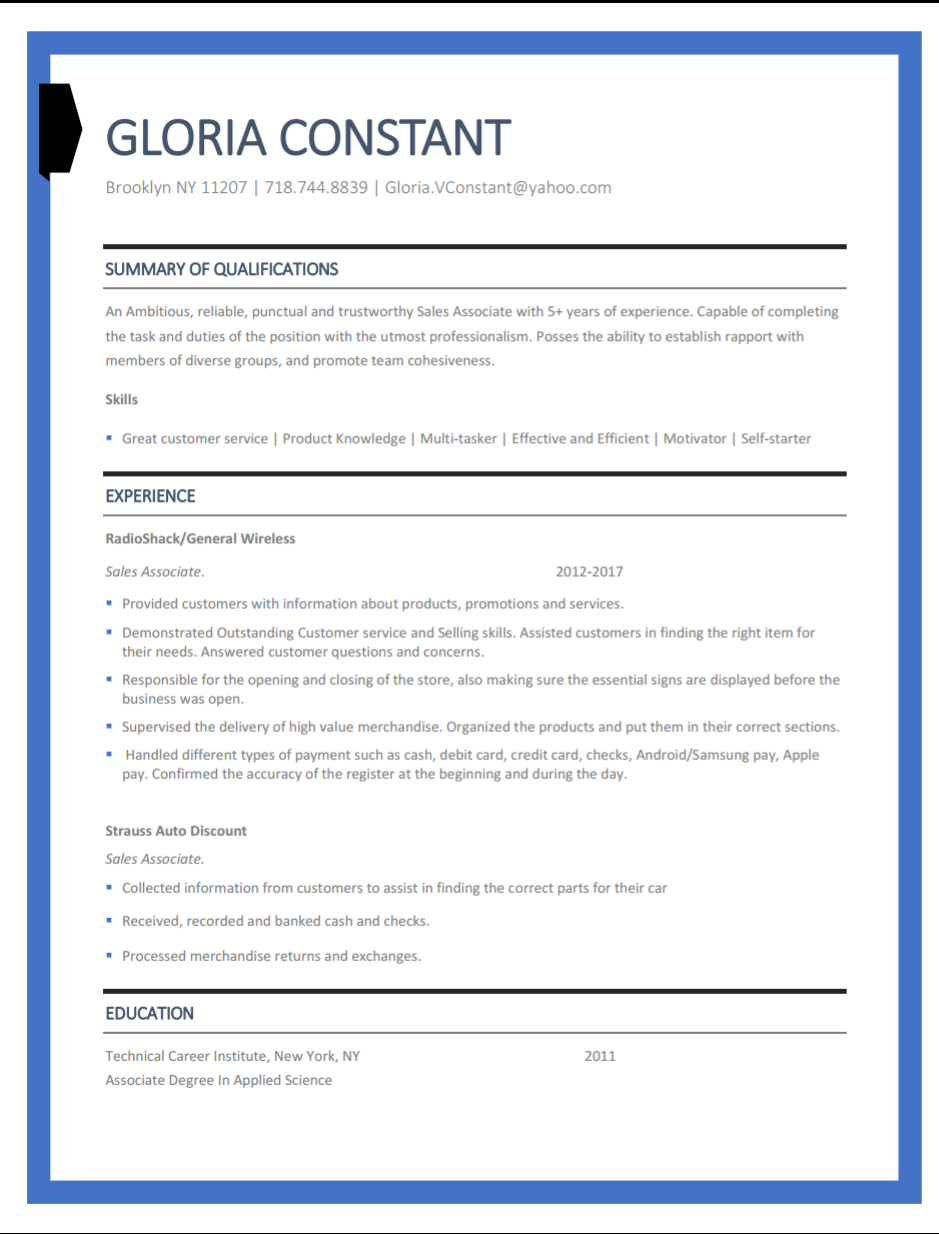 GLORIA CONSTANT
Brooklyn NY 11207 | 718.744.8839 | Gloria.VConstant@yahoo.com
SUMMARY OF QUALIFICATIONS
An Ambitious, reliable, punctual and trustworthy Sales Associate with 5+ years of experience. Capable of completing
the task and duties of the position with the utmost professionalism. Posses the ability to establish rapport with
members of diverse groups, and promote team cohesiveness.
Skills
▪ Great customer service | Product Knowledge | Multi-tasker | Effective and Efficient | Motivator | Self-starter
EXPERIENCE
RadioShack/General Wireless
Sales Associate. 2012-2017
▪ Provided customers with information about products, promotions and services.
▪ Demonstrated Outstanding Customer service and Selling skills. Assisted customers in finding the right item for
their needs. Answered customer questions and concerns.
▪ Responsible for the opening and closing of the store, also making sure the essential signs are displayed before the
business was open.
▪ Supervised the delivery of high value merchandise. Organized the products and put them in their correct sections.
▪ Handled different types of payment such as cash, debit card, credit card, checks, Android/Samsung pay, Apple
pay. Confirmed the accuracy of the register at the beginning and during the day.
Strauss Auto Discount
Sales Associate.
▪ Collected information from customers to assist in finding the correct parts for their car
▪ Received, recorded and banked cash and checks.
▪ Processed merchandise returns and exchanges.
EDUCATION
Technical Career Institute, New York, NY 2011
Associate Degree In Applied Science